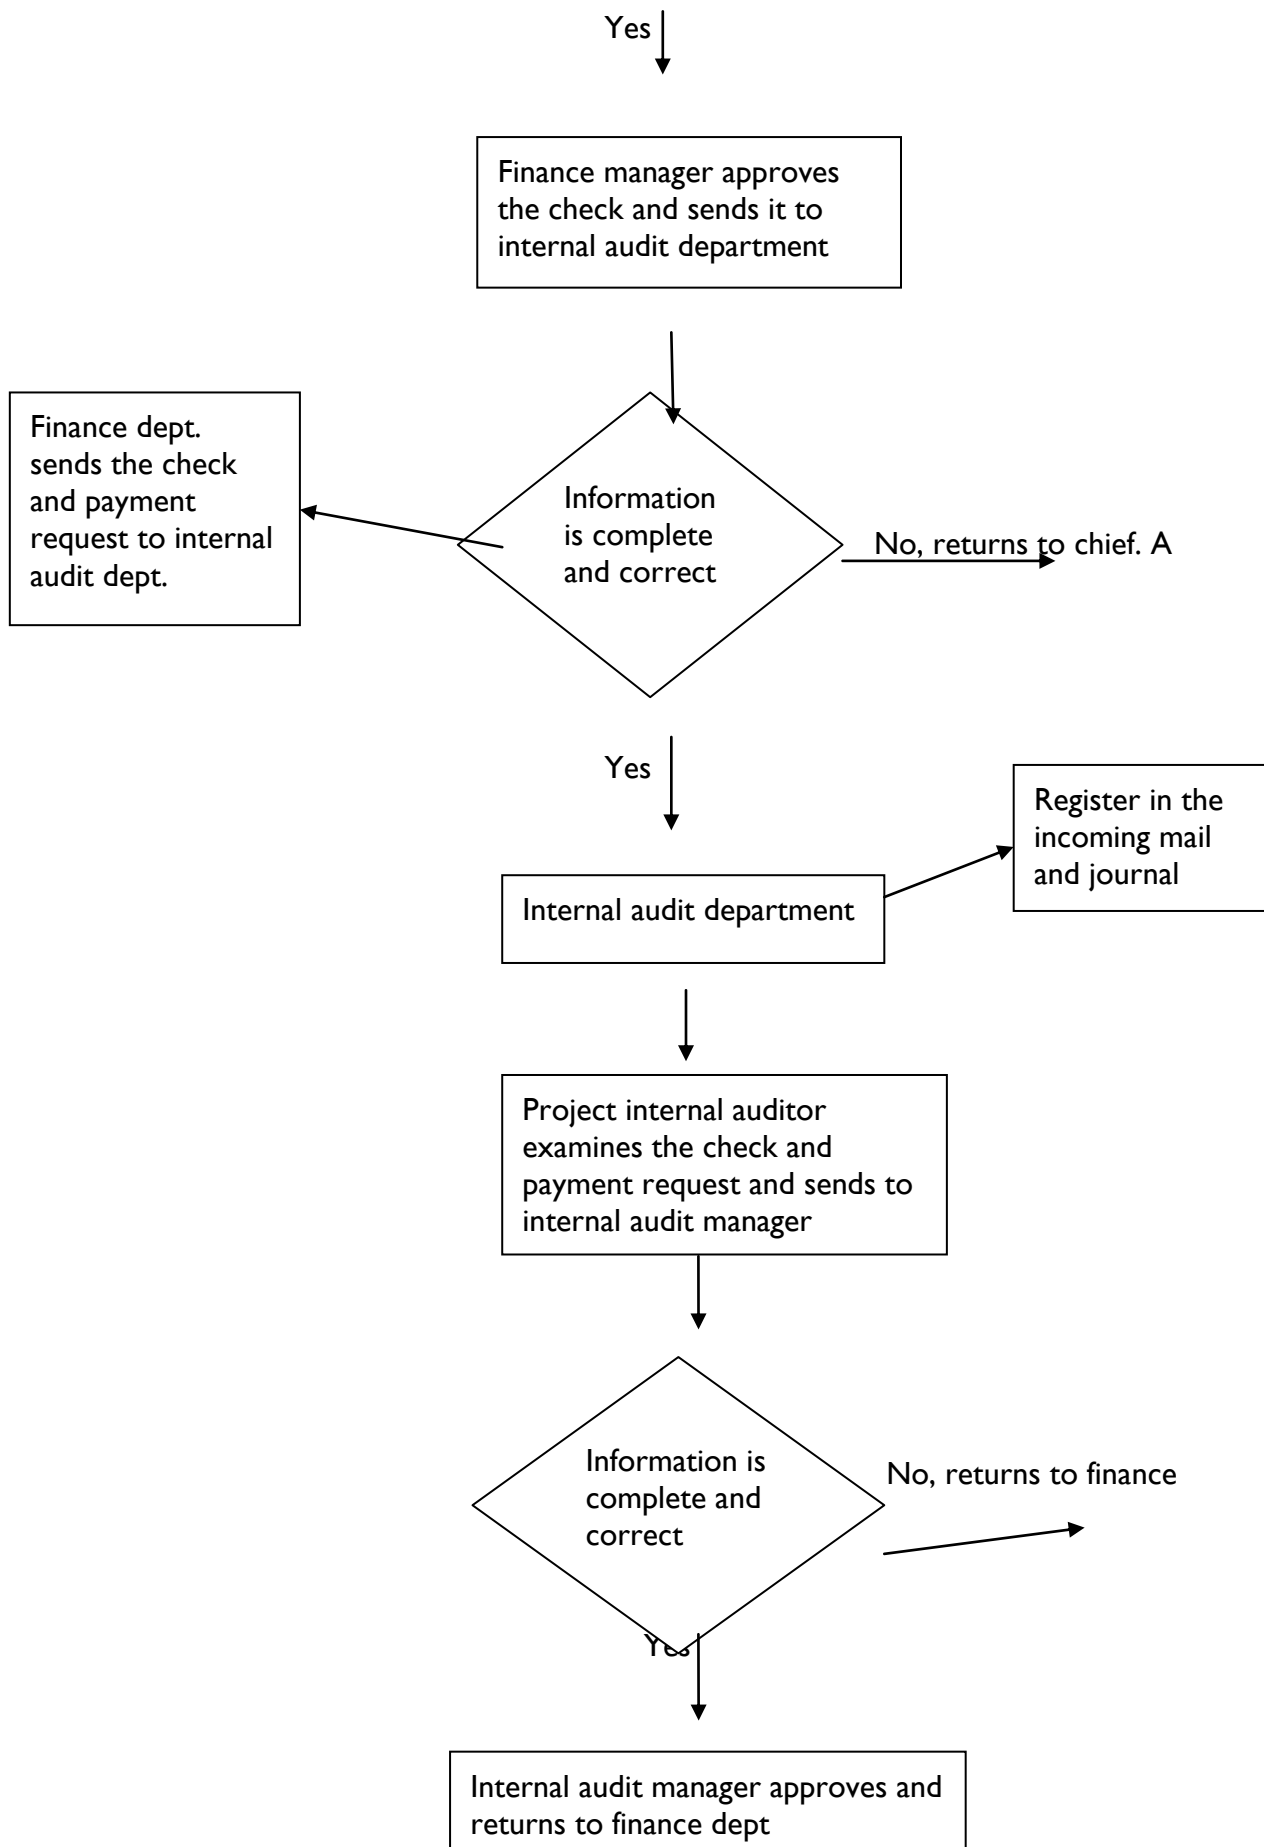 Yes
Finance manager approves
the check and sends it to
internal audit department
Finance dept.
sends the check
and payment
request to internal
audit dept.
Information
is complete
and correct
No, returns to chief. A
Yes
Register in the
incoming mail
and journal
Internal audit department
Project internal auditor
examines the check and
payment request and sends to
internal audit manager
Information is
complete and
correct
No, returns to finance
Yes
Internal audit manager approves and
returns to finance dept